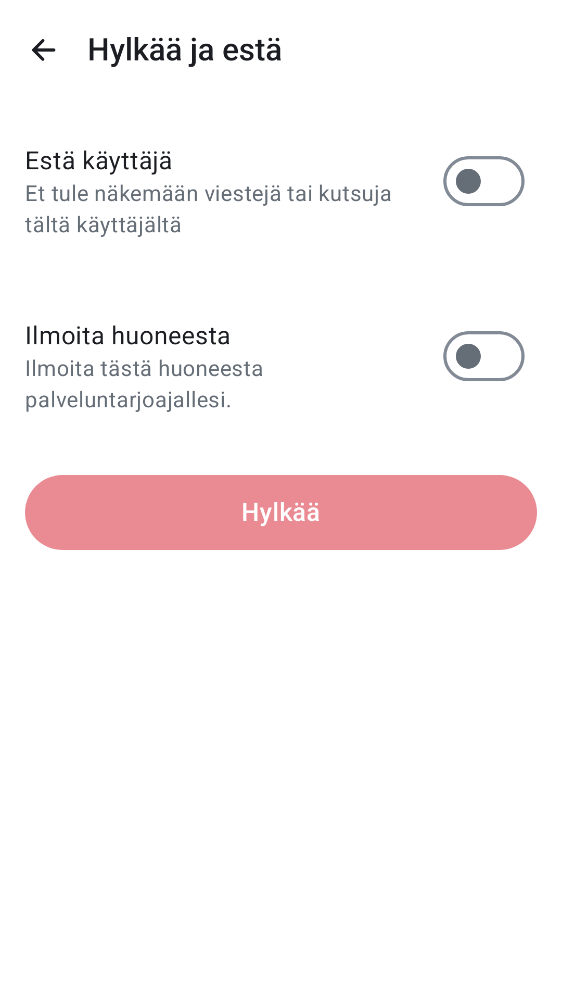 Hylkää ja estä
Estä käyttäjä
Et tule näkemään viestejä tai kutsuja
tältä käyttäjältä
Ilmoita huoneesta
Ilmoita tästä huoneesta
palveluntarjoajallesi.
Hylkää